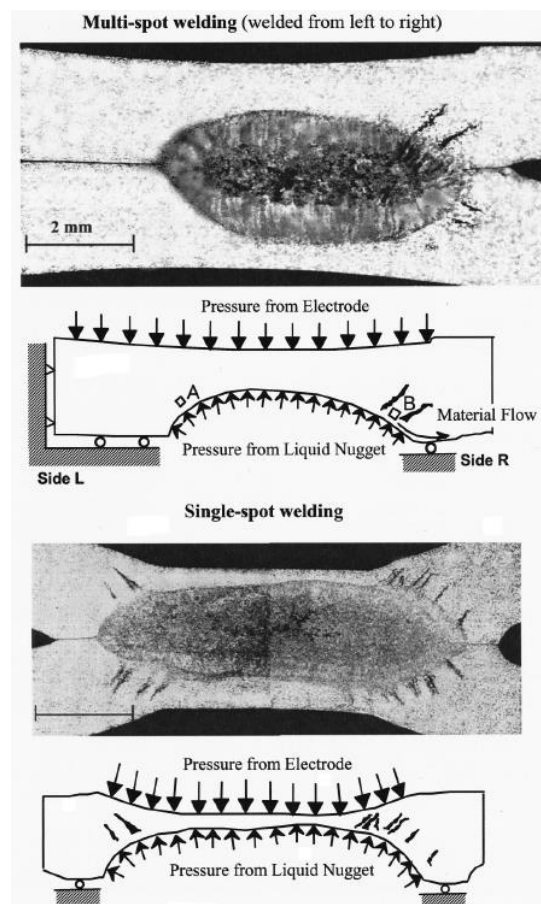 Multi-spot welding (welded from left to right)
2 mm
Pressure from Electrode
A
B
Material Flow
Pressure from Liquid Nugget
Side L
Side R
Single-spot welding
Pressure from Electrode
Pressure from Liquid Nugget